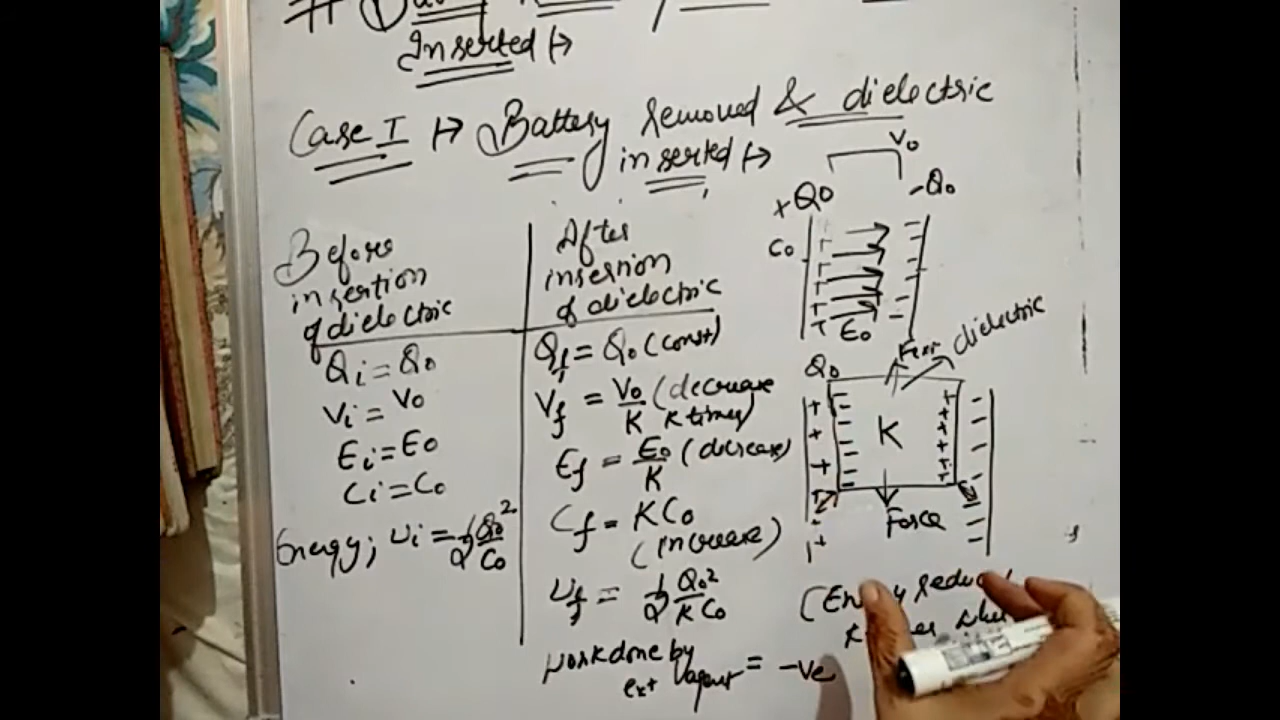 Inserted :->
Case I :-> Battery removed & dielectric
inserted :->
Before
insertion
of dielectric
Qi = Q0
Vi = V0
Ei = E0
Ci = C0
Energy; Ui = 1/2 Q0²/C0
After
insertion
of dielectric
Qf = Q0 (const)
Vf = V0/K (decrease
K times)
Ef = E0/K (decrease)
Cf = KC0
(increase)
Uf = 1/2 Q0²/KC0
workdone by
ext agent = -ve
V0
+Q0 -Q0
C0
E0
Q0 Fext dielectric
K
Force